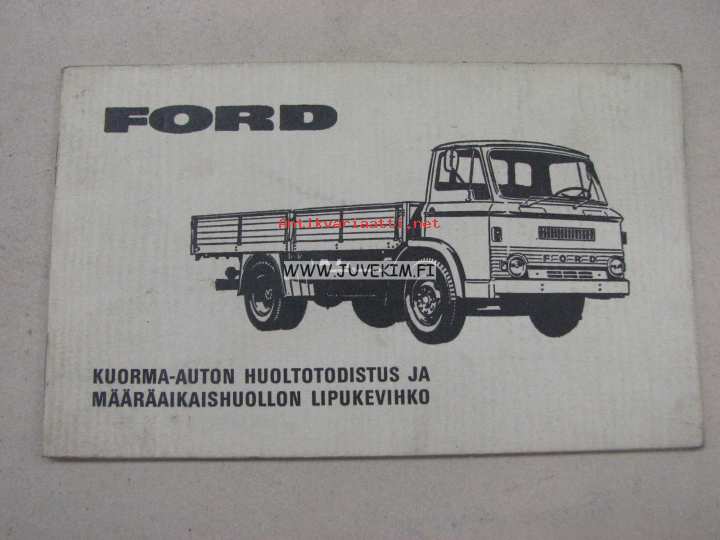 FORD
Antikvariaatti.net
WWW.JUVEKIM.FI
FORD
KUORMA-AUTON HUOLTOTODISTUS JA
MÄÄRÄAIKAISHUOLLON LIPUKEVIHKO